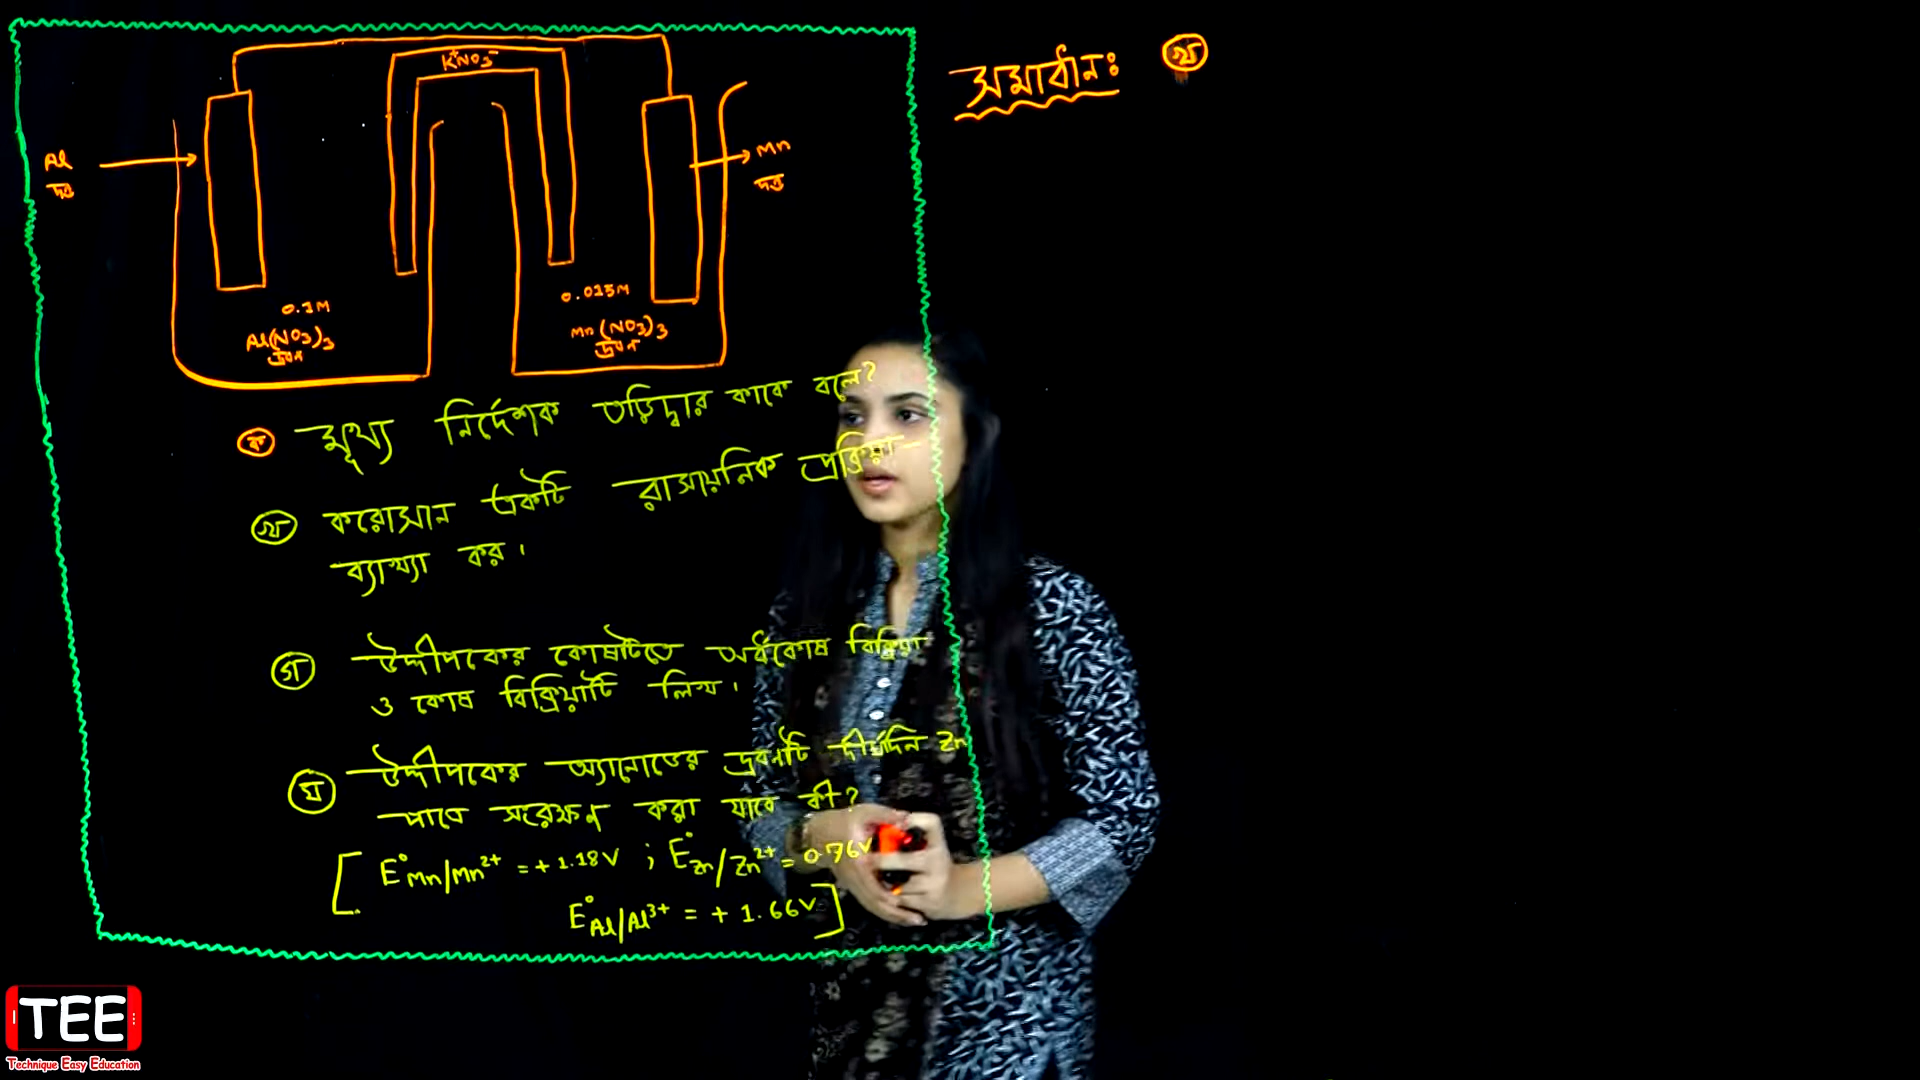 K⁺NO₃⁻
Al
দন্ড
Mn
দন্ড
0.1M
Al(NO₃)₃
দ্রবণ
0.015M
Mn(NO₃)₃
দ্রবণ
ক মূখ্য নির্দেশক তড়িদ্দ্বার কাকে বলে?
খ করোসান একটি রাসায়নিক প্রক্রিয়া-
ব্যাখ্যা কর।
গ উদ্দীপকের কোষটিতে অর্ধকোষ বিক্রিয়া
ও কোষ বিক্রিয়াটি লিখ।
ঘ উদ্দীপকের অ্যানোডের দ্রবণটি দীর্ঘদিন Zn
পাত্রে সংরক্ষণ করা যাবে কী?
[E°Mn/Mn²⁺ = +1.18V ; E°Zn/Zn²⁺ = 0.76V
E°Al/Al³⁺ = +1.66V]
সমাধানঃ খ
TEE
Technique Easy Education